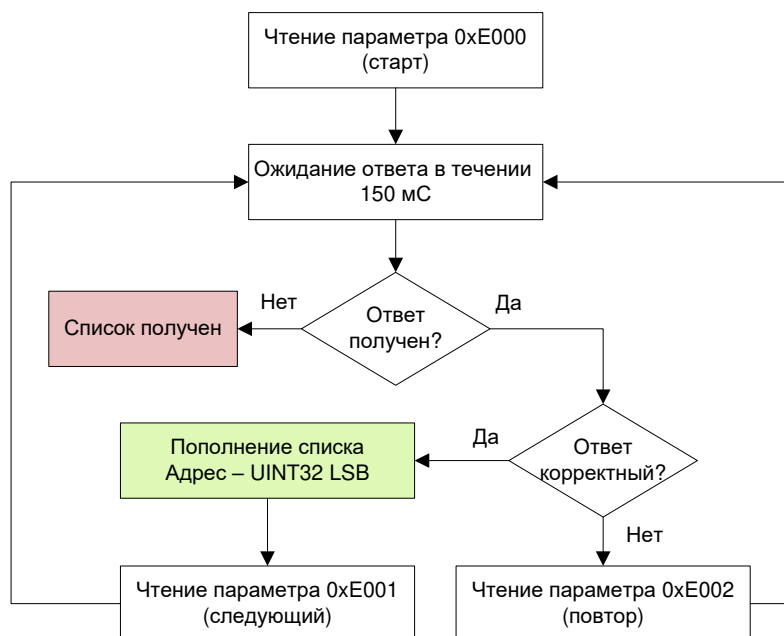 Чтение параметра 0xE000
(старт)
Ожидание ответа в течении
150 мС
Нет
Да
Список получен
Ответ
получен?
Да
Пополнение списка
Адрес – UINT32 LSB
Ответ
корректный?
Нет
Чтение параметра 0xE001
(следующий)
Чтение параметра 0xE002
(повтор)